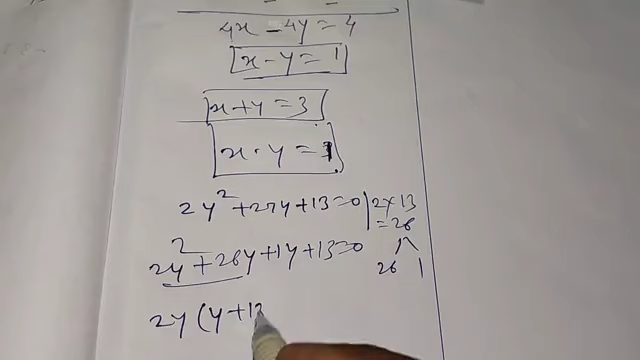 4x - 4y = 4
x - y = 1
x + y = 3
x - y = 1
2y² + 27y + 13 = 0 | 2 × 13
= 26
2y² + 26y + 1y + 13 = 0
26 1
2y (y + 13